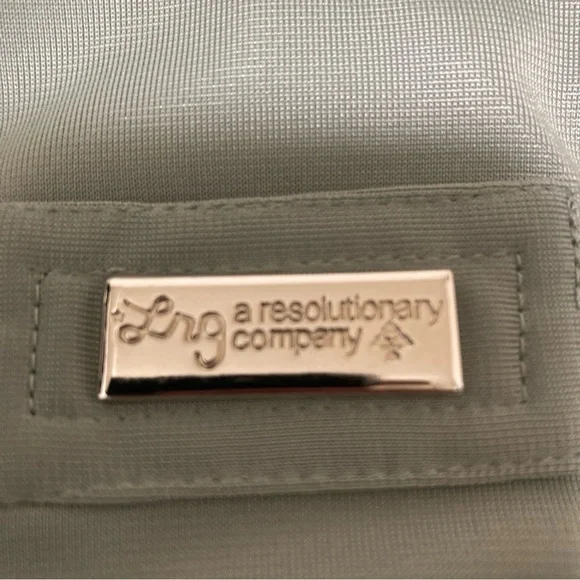 Lrg a resolutionary
company